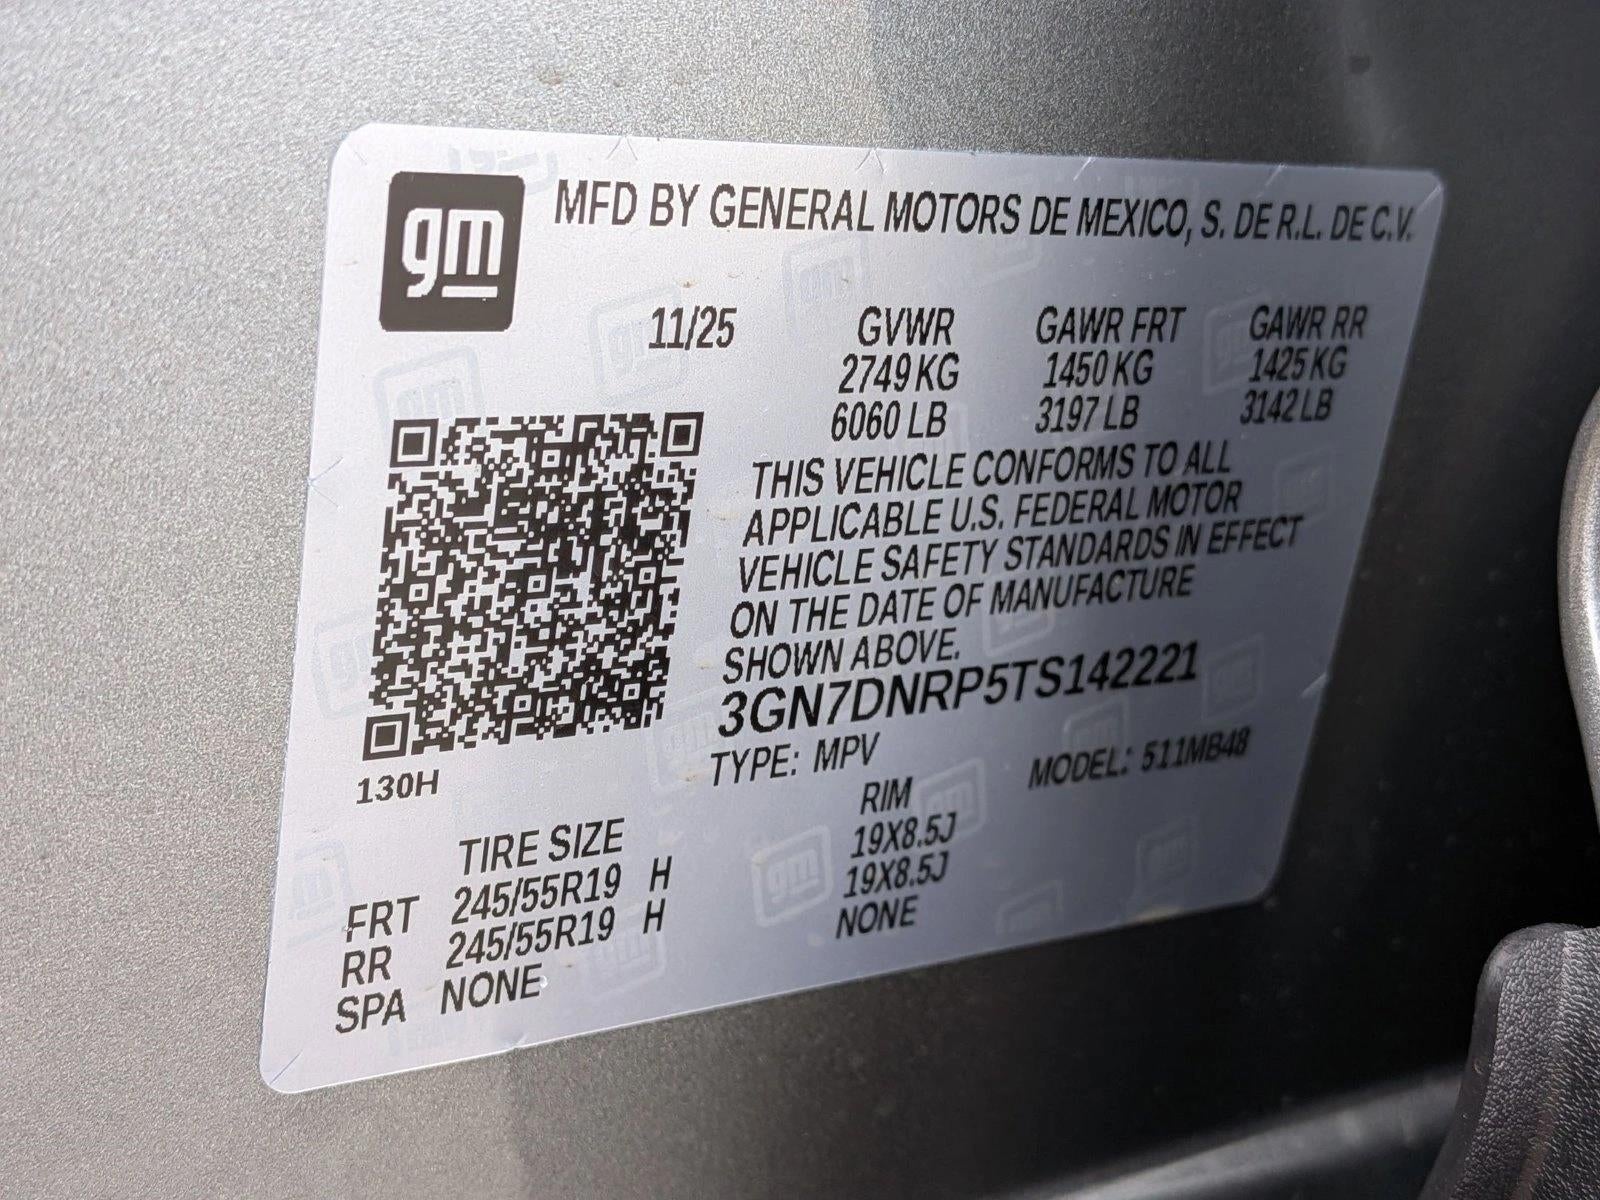 gm
MFD BY GENERAL MOTORS DE MEXICO, S. DE R.L. DE C.V.
11/25 GVWR GAWR FRT GAWR RR
2749 KG 1450 KG 1425 KG
6060 LB 3197 LB 3142 LB
THIS VEHICLE CONFORMS TO ALL
APPLICABLE U.S. FEDERAL MOTOR
VEHICLE SAFETY STANDARDS IN EFFECT
ON THE DATE OF MANUFACTURE
SHOWN ABOVE.
3GN7DNRP5TS142221
TYPE: MPV MODEL: 511MB48
130H
TIRE SIZE RIM
FRT 245/55R19 H 19X8.5J
RR 245/55R19 H 19X8.5J
SPA NONE NONE